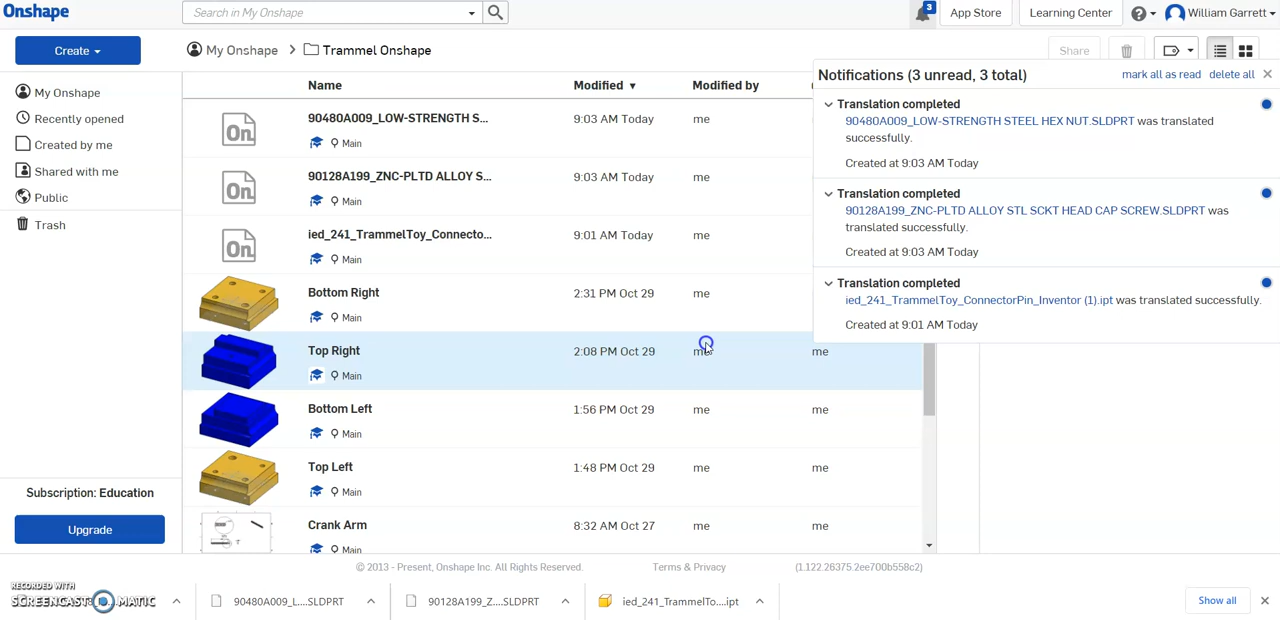 Onshape
Search in My Onshape
3
App Store
Learning Center
William Garrett
Create
My Onshape
Trammel Onshape
Share
My Onshape
Recently opened
Created by me
Shared with me
Public
Trash
Subscription: Education
Upgrade
Name
Modified ▼
Modified by
On
90480A009_LOW-STRENGTH S...
Main
9:03 AM Today
me
On
90128A199_ZNC-PLTD ALLOY S...
Main
9:03 AM Today
me
On
ied_241_TrammelToy_Connecto...
Main
9:01 AM Today
me
Bottom Right
Main
2:31 PM Oct 29
me
Top Right
Main
2:08 PM Oct 29
me
me
Bottom Left
Main
1:56 PM Oct 29
me
me
Top Left
Main
1:48 PM Oct 29
me
me
Crank Arm
Main
8:32 AM Oct 27
me
me
Notifications (3 unread, 3 total)
mark all as read
delete all
Translation completed
90480A009_LOW-STRENGTH STEEL HEX NUT.SLDPRT was translated
successfully.
Created at 9:03 AM Today
Translation completed
90128A199_ZNC-PLTD ALLOY STL SCKT HEAD CAP SCREW.SLDPRT was
translated successfully.
Created at 9:03 AM Today
Translation completed
ied_241_TrammelToy_ConnectorPin_Inventor (1).ipt was translated successfully.
Created at 9:01 AM Today
© 2013 - Present, Onshape Inc. All Rights Reserved.
Terms & Privacy
(1.122.26375.2ee700b558c2)
RECORDED WITH
SCREENCAST-O-MATIC
90480A009_L....SLDPRT
90128A199_Z....SLDPRT
ied_241_TrammelTo....ipt
Show all